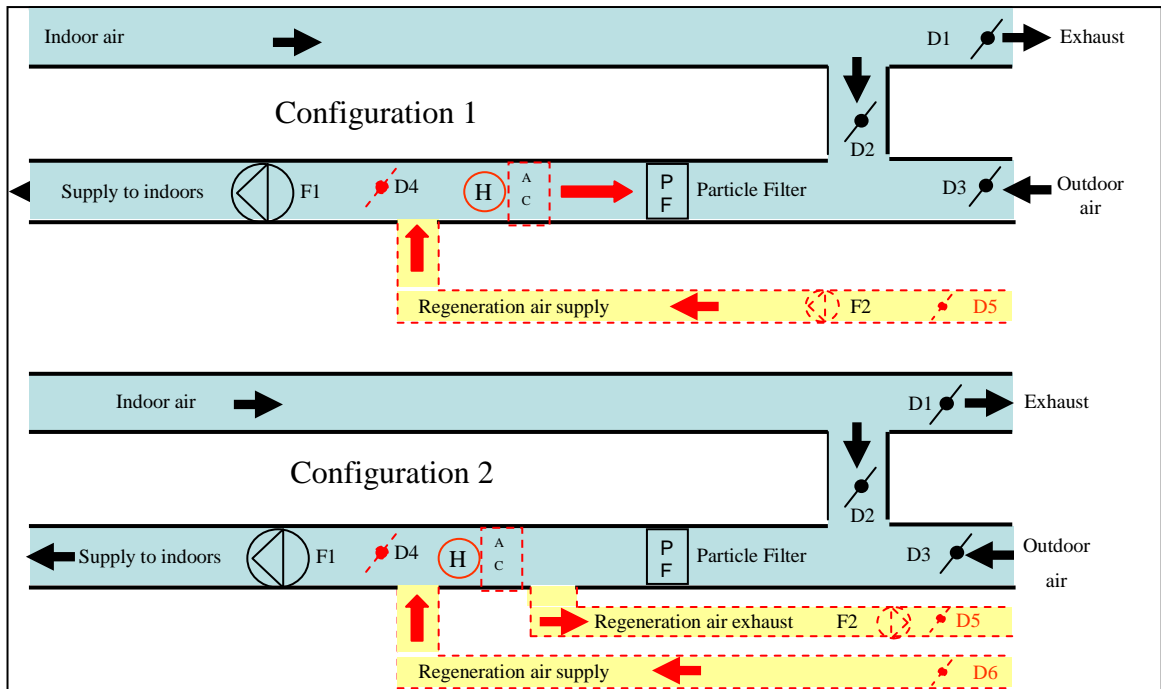 Indoor air
D1
Exhaust
Configuration 1
D2
Supply to indoors
F1
D4
H
A
C
P
F
Particle Filter
D3
Outdoor
air
Regeneration air supply
F2
D5
Indoor air
D1
Exhaust
Configuration 2
D2
Supply to indoors
F1
D4
H
A
C
P
F
Particle Filter
D3
Outdoor
air
Regeneration air exhaust
F2
D5
Regeneration air supply
D6